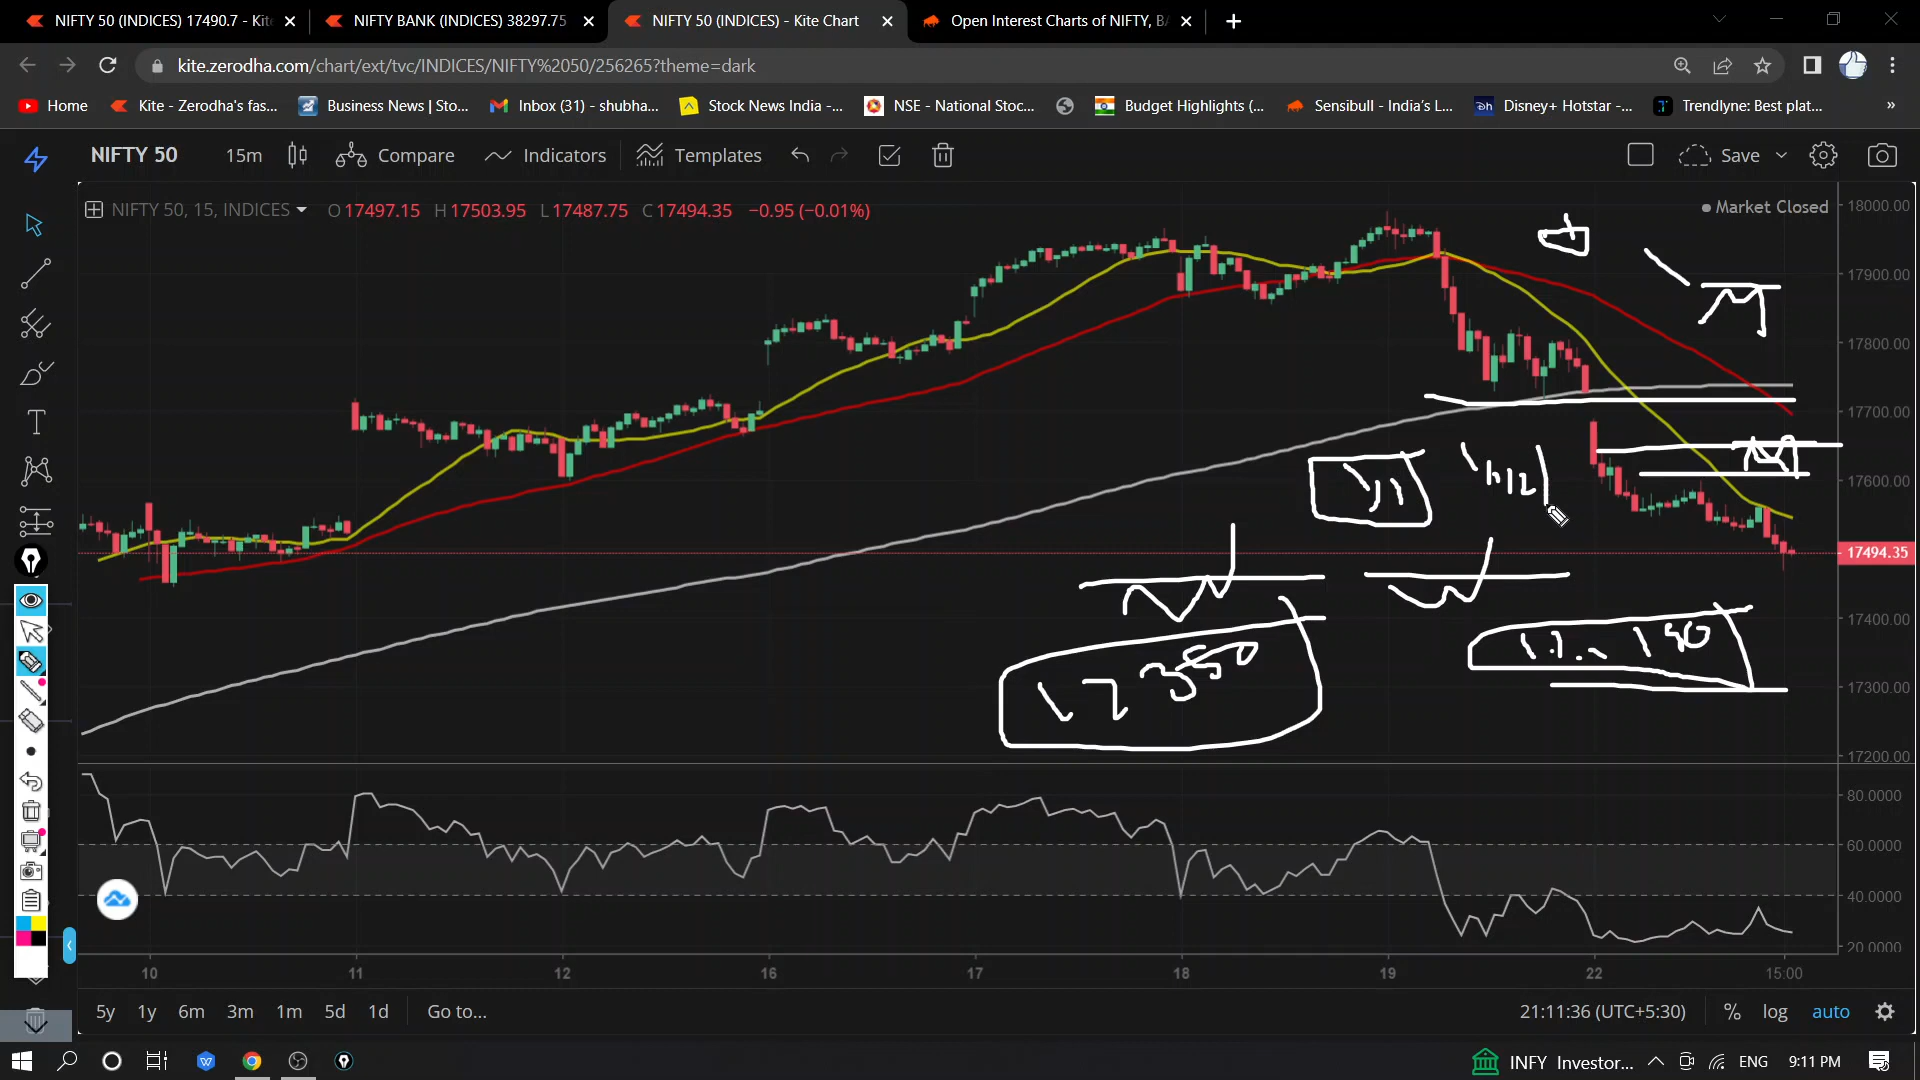 NIFTY 50 (INDICES) 17490.7 - Kite
NIFTY BANK (INDICES) 38297.75
NIFTY 50 (INDICES) - Kite Chart
Open Interest Charts of NIFTY, BA
kite.zerodha.com/chart/ext/tvc/INDICES/NIFTY%2050/256265?theme=dark
Home
Kite - Zerodha's fas...
Business News | Sto...
Inbox (31) - shubha...
Stock News India -...
NSE - National Stoc...
Budget Highlights (...
Sensibull - India's L...
Disney+ Hotstar -...
Trendlyne: Best plat...
NIFTY 50
15m
Compare
Indicators
Templates
Save
NIFTY 50, 15, INDICES
O17497.15 H17503.95 L17487.75 C17494.35 −0.95 (−0.01%)
Market Closed
18000.00
17900.00
17800.00
17700.00
17600.00
17494.35
17400.00
17300.00
17200.00
17350
80.0000
60.0000
40.0000
20.0000
10 11 12 16 17 18 19 22 15:00
5y 1y 6m 3m 1m 5d 1d Go to...
21:11:36 (UTC+5:30) % log auto
INFY Investor...
ENG
9:11 PM